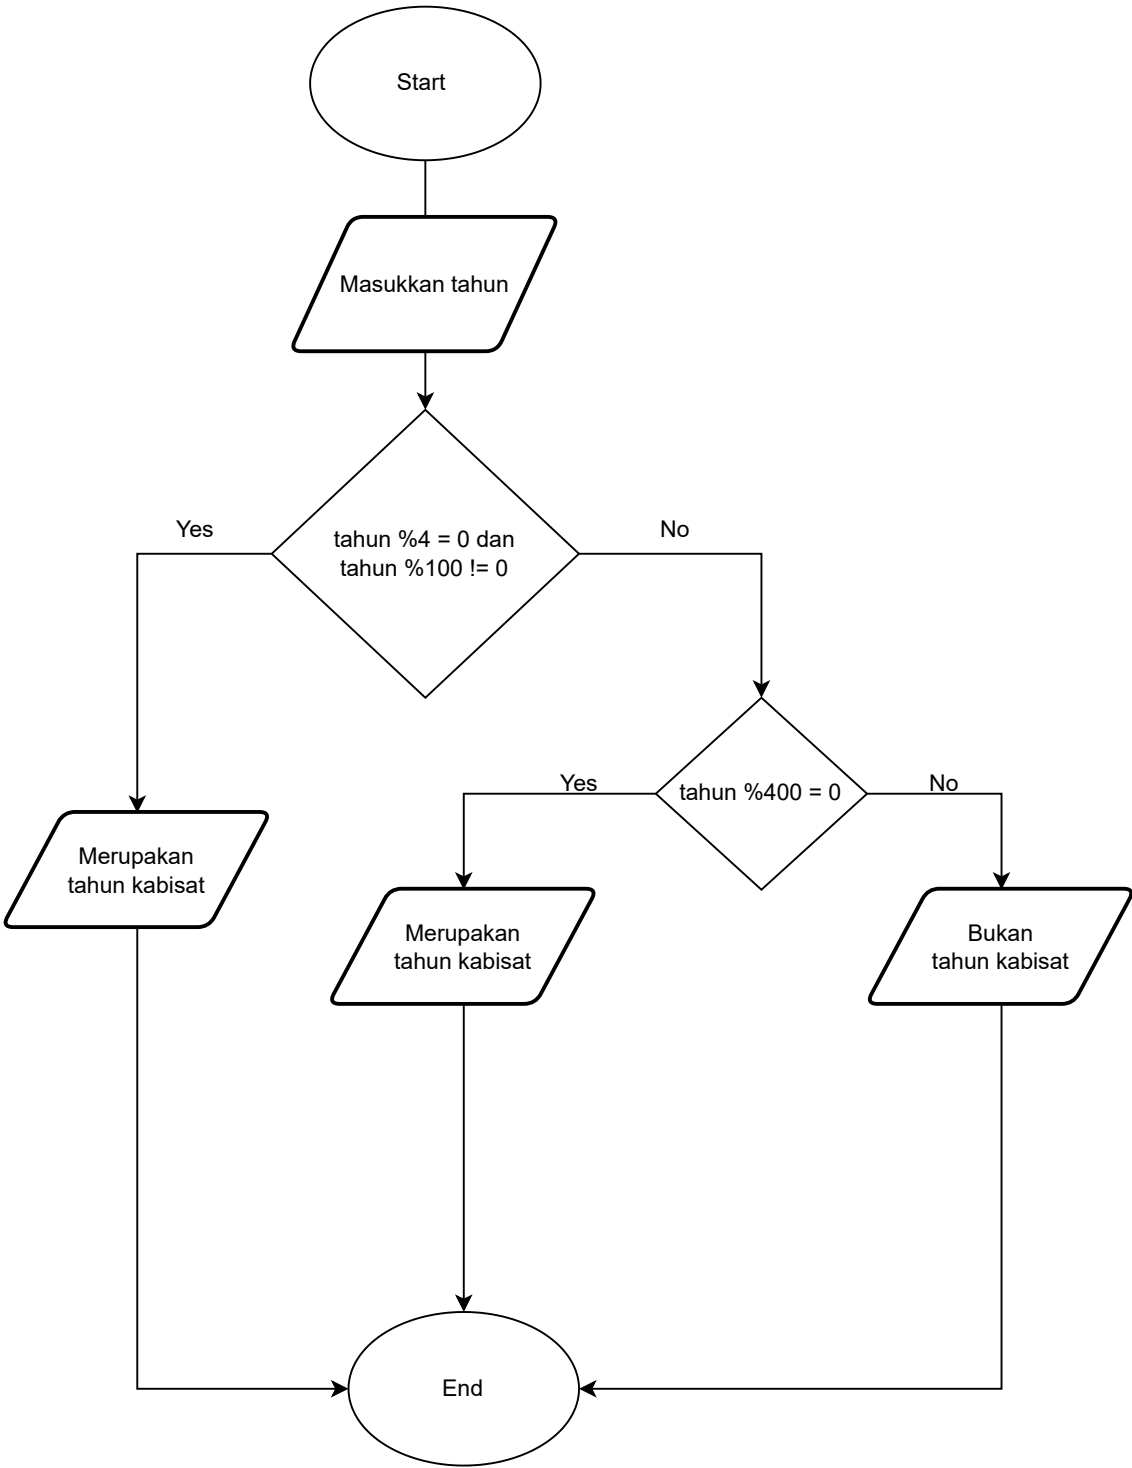 Start
Masukkan tahun
Yes
tahun %4 = 0 dan
tahun %100 != 0
No
Yes
tahun %400 = 0
No
Merupakan
tahun kabisat
Merupakan
tahun kabisat
Bukan
tahun kabisat
End